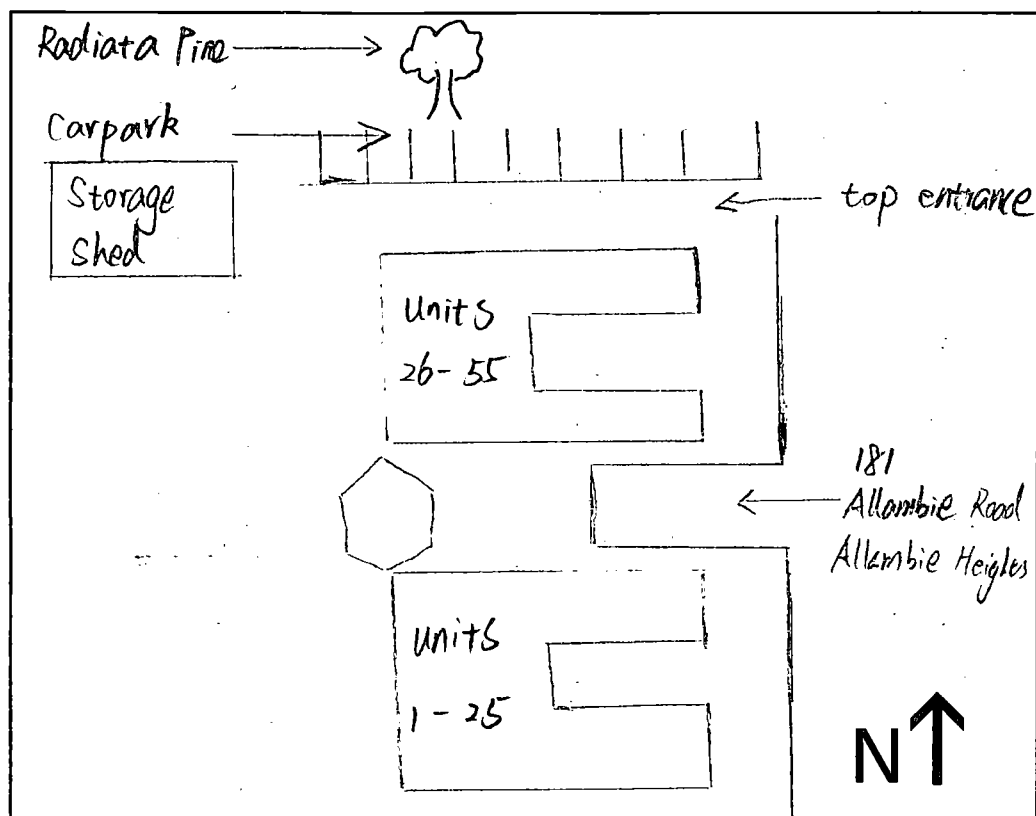 Radiata Pine
Carpark
Storage
Shed
top entrance
Units
26-55
181
Allambie Road
Allambie Heights
Units
1-25
N